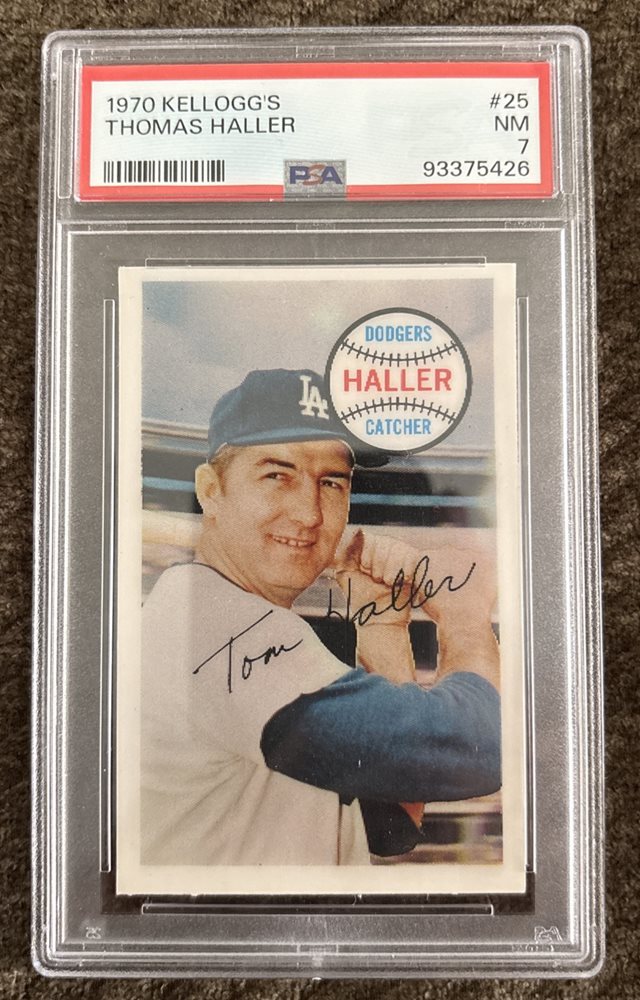 1970 KELLOGG'S #25
THOMAS HALLER NM
7
PSA 93375426
DODGERS
HALLER
CATCHER
LA
Tom Haller